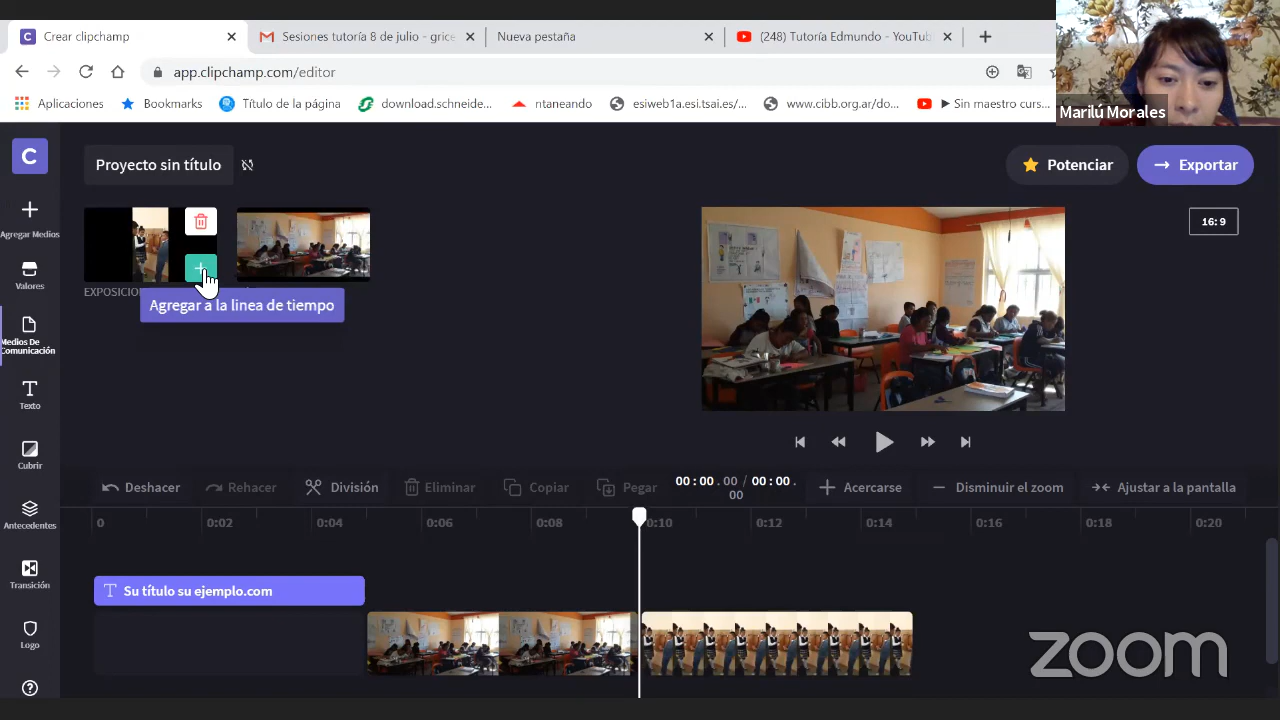 Crear clipchamp
Sesiones tutoria 8 de julio - grice
Nueva pestaña
(248) Tutoría Edmundo - YouTub
app.clipchamp.com/editor
Aplicaciones
Bookmarks
Título de la página
download.schneide...
ntaneando
esiweb1a.esi.tsai.es/...
www.cibb.org.ar/do...
Sin maestro curs...
Marilú Morales
C
Proyecto sin título
Potenciar
Exportar
16:9
Agregar Medios
Valores
Medios De
Comunicación
Texto
Cubrir
Antecedentes
Transición
Logo
EXPOSICIO
Agregar a la linea de tiempo
Deshacer
Rehacer
División
Eliminar
Copiar
Pegar
00:00.00 / 00:00.
00
Acercarse
Disminuir el zoom
Ajustar a la pantalla
0
0:02
0:04
0:06
0:08
0:10
0:12
0:14
0:16
0:18
0:20
T Su título su ejemplo.com
zoom